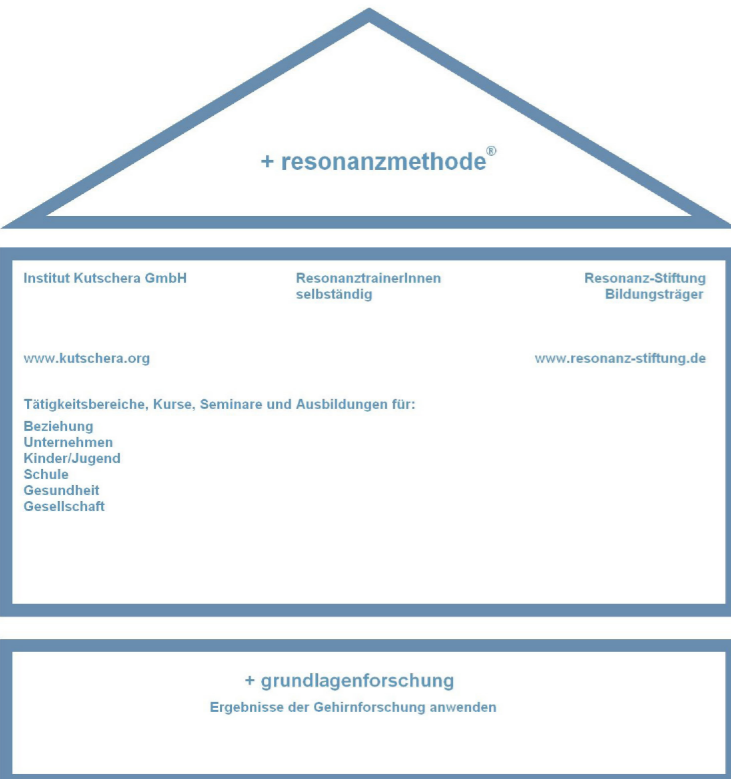 + resonanzmethode®
Institut Kutschera GmbH
ResonanztrainerInnen
selbständig
Resonanz-Stiftung
Bildungsträger
www.kutschera.org
www.resonanz-stiftung.de
Tätigkeitsbereiche, Kurse, Seminare und Ausbildungen für:
Beziehung
Unternehmen
Kinder/Jugend
Schule
Gesundheit
Gesellschaft
+ grundlagenforschung
Ergebnisse der Gehirnforschung anwenden